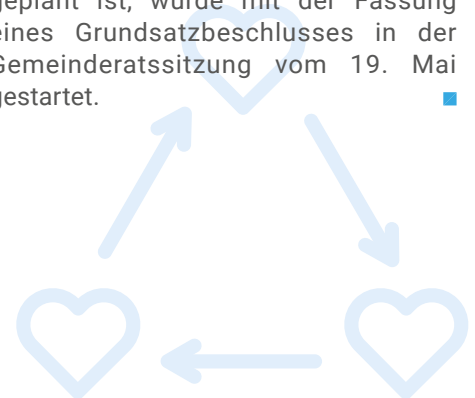 geplant ist, wurde mit der Fassung
eines Grundsatzbeschlusses in der
Gemeinderatssitzung vom 19. Mai
gestartet.